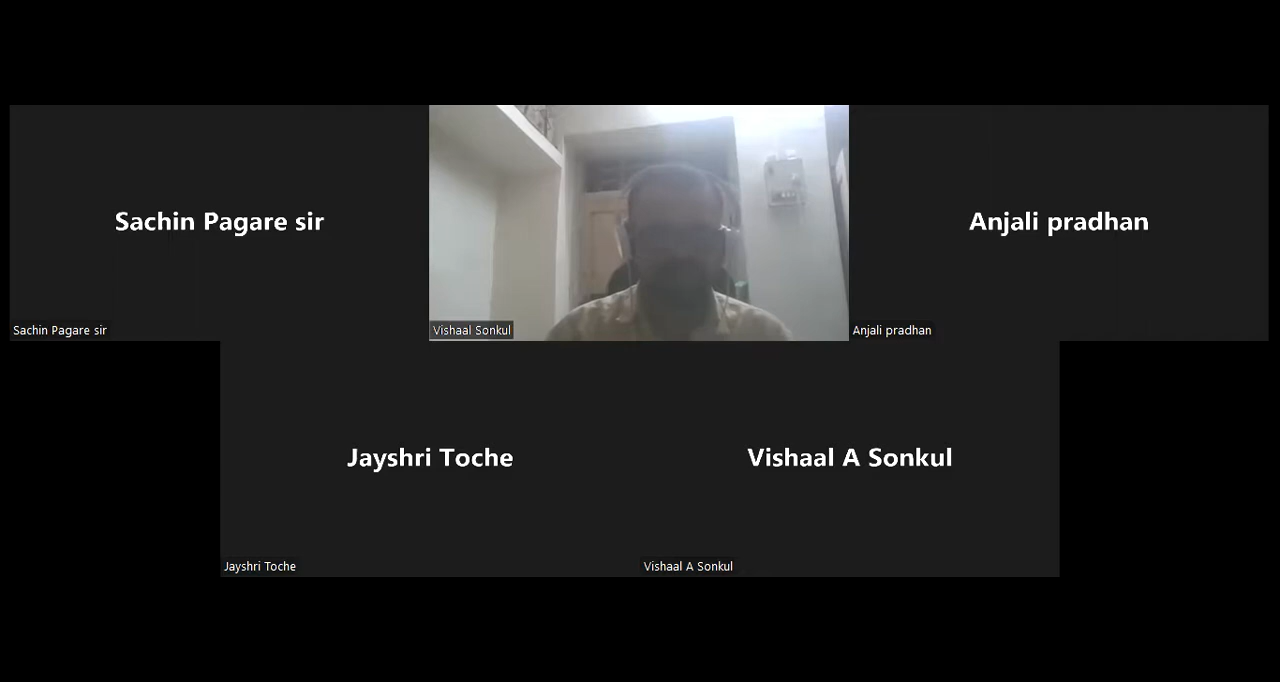 Sachin Pagare sir
Sachin Pagare sir
Vishaal Sonkul
Anjali pradhan
Anjali pradhan
Jayshri Toche
Jayshri Toche
Vishaal A Sonkul
Vishaal A Sonkul